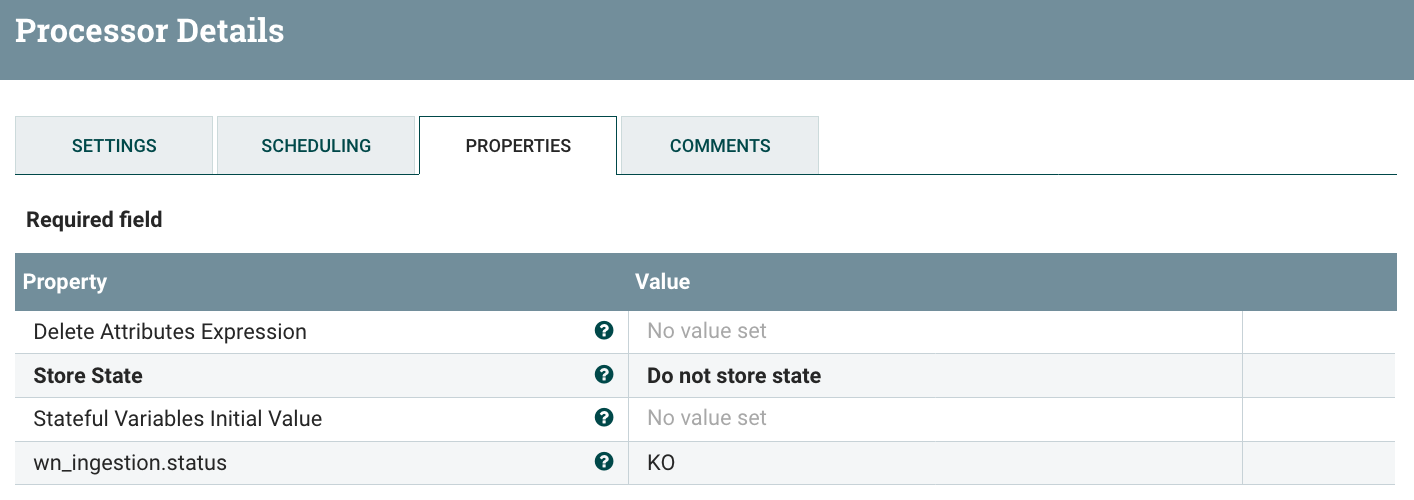 Processor Details
SETTINGS SCHEDULING PROPERTIES COMMENTS
Required field
Property Value
Delete Attributes Expression ? No value set
Store State ? Do not store state
Stateful Variables Initial Value ? No value set
wn_ingestion.status ? KO